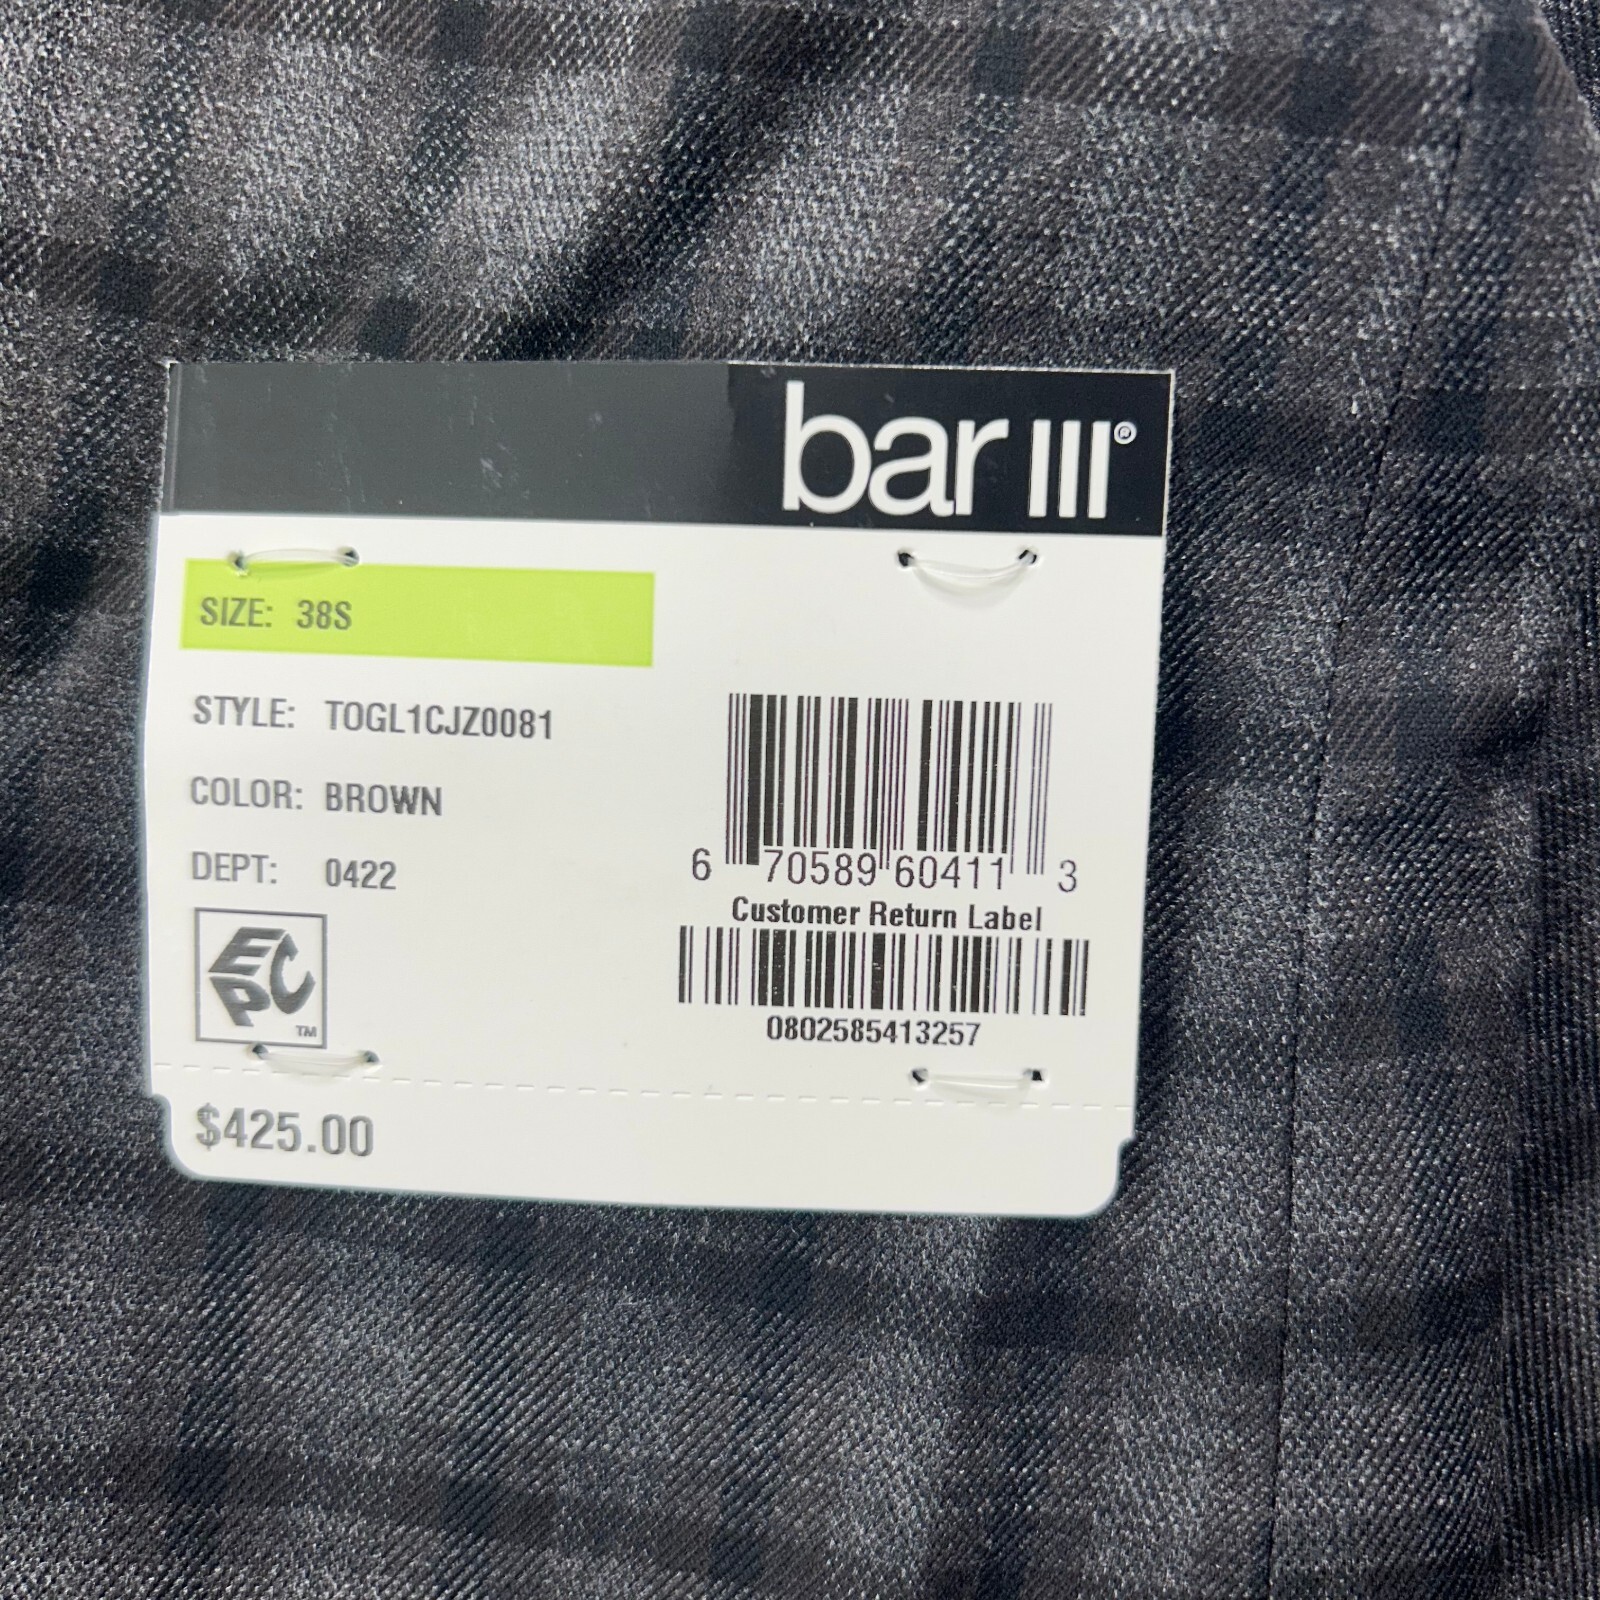 bar III®
SIZE: 38S
STYLE: TOGL1CJZ0081
COLOR: BROWN
DEPT: 0422
EPC TM
6 70589 60411 3
Customer Return Label
0802585413257
$425.00